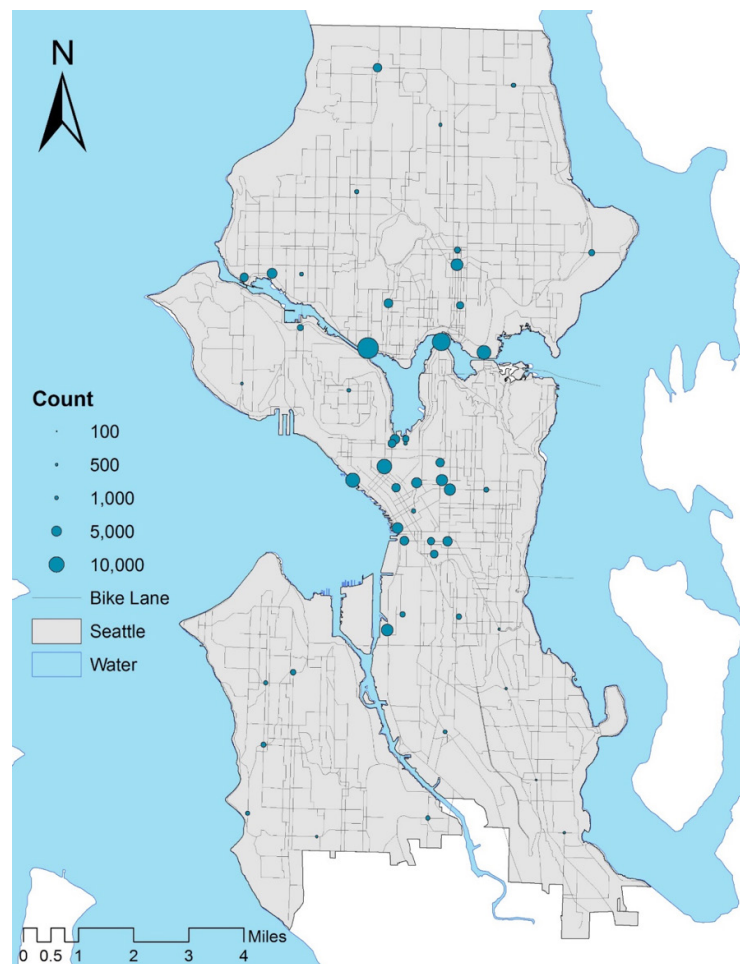 N
Count
100
500
1,000
5,000
10,000
Bike Lane
Seattle
Water
Miles
0 0.5 1 2 3 4